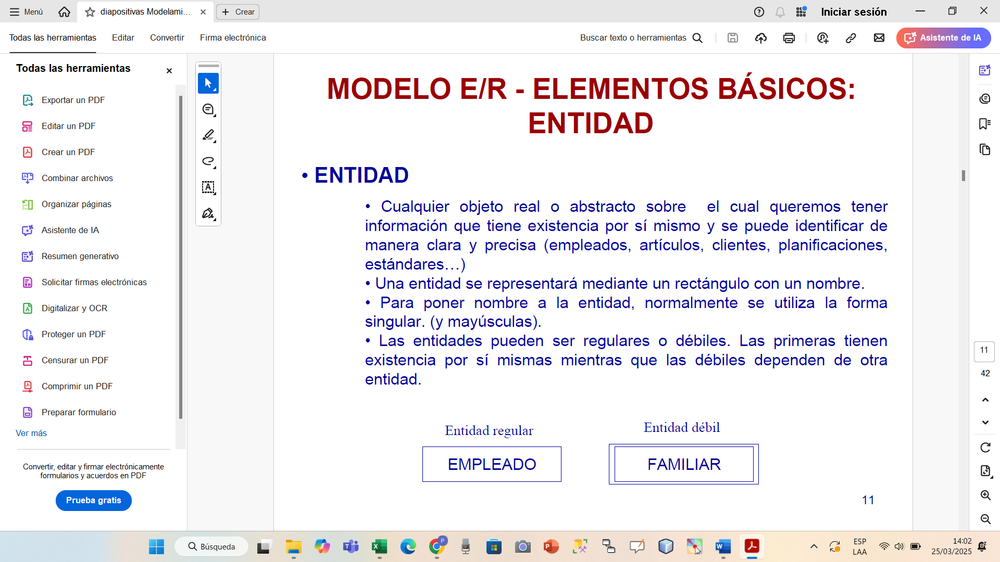 Menú
diapositivas Modelami...
Crear
Iniciar sesión
Todas las herramientas
Editar
Convertir
Firma electrónica
Buscar texto o herramientas
Asistente de IA
Todas las herramientas
Exportar un PDF
Editar un PDF
Crear un PDF
Combinar archivos
Organizar páginas
Asistente de IA
Resumen generativo
Solicitar firmas electrónicas
Digitalizar y OCR
Proteger un PDF
Censurar un PDF
Comprimir un PDF
Preparar formulario
Ver más
Convertir, editar y firmar electrónicamente
formularios y acuerdos en PDF
Prueba gratis
MODELO E/R - ELEMENTOS BÁSICOS:
ENTIDAD
• ENTIDAD
• Cualquier objeto real o abstracto sobre el cual queremos tener
información que tiene existencia por sí mismo y se puede identificar de
manera clara y precisa (empleados, artículos, clientes, planificaciones,
estándares…)
• Una entidad se representará mediante un rectángulo con un nombre.
• Para poner nombre a la entidad, normalmente se utiliza la forma
singular. (y mayúsculas).
• Las entidades pueden ser regulares o débiles. Las primeras tienen
existencia por sí mismas mientras que las débiles dependen de otra
entidad.
Entidad regular
Entidad débil
EMPLEADO
FAMILIAR
11
11
42
Búsqueda
ESP
LAA
14:02
25/03/2025